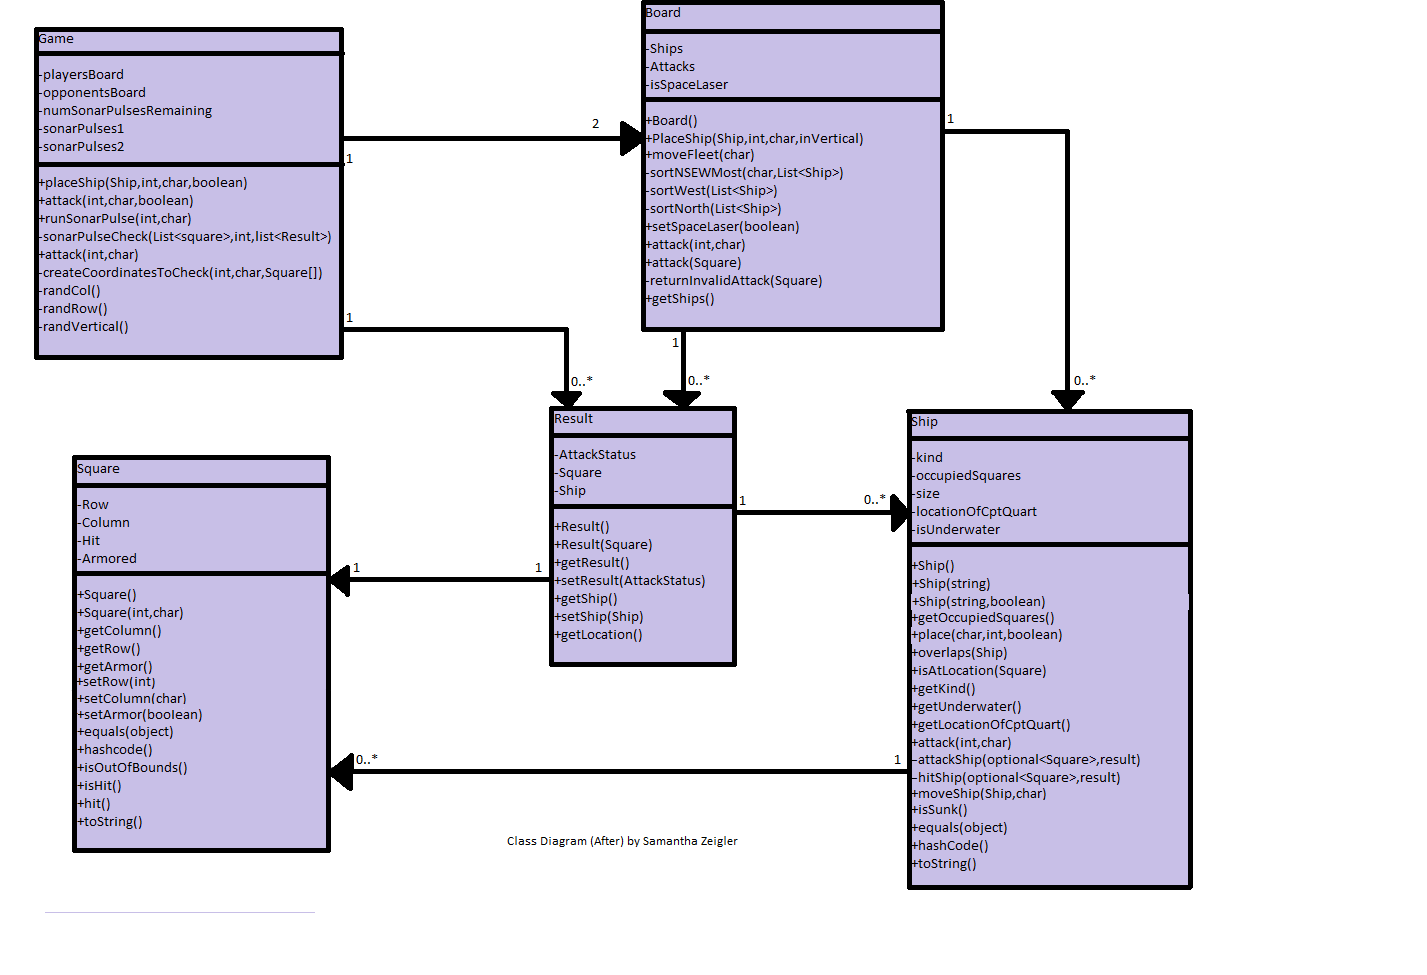 Game
-playersBoard
-opponentsBoard
-numSonarPulsesRemaining
-sonarPulses1
-sonarPulses2
+placeShip(Ship,int,char,boolean)
+attack(int,char,boolean)
+runSonarPulse(int,char)
-sonarPulseCheck(List<square>,int,list<Result>)
+attack(int,char)
-createCoordinatesToCheck(int,char,Square[])
-randCol()
-randRow()
-randVertical()
2
1
1
0..*
Board
-Ships
-Attacks
-isSpaceLaser
+Board()
+PlaceShip(Ship,int,char,inVertical)
+moveFleet(char)
-sortNSEWMost(char,List<Ship>)
-sortWest(List<Ship>)
-sortNorth(List<Ship>)
+setSpaceLaser(boolean)
+attack(int,char)
+attack(Square)
-returnInvalidAttack(Square)
+getShips()
1
0..*
1
0..*
Result
-AttackStatus
-Square
-Ship
+Result()
+Result(Square)
+getResult()
+setResult(AttackStatus)
+getShip()
+setShip(Ship)
+getLocation()
1
0..*
1
1
Ship
-kind
-occupiedSquares
-size
-locationOfCptQuart
-isUnderwater
+Ship()
+Ship(string)
+Ship(string,boolean)
+getOccupiedSquares()
+place(char,int,boolean)
+overlaps(Ship)
+isAtLocation(Square)
+getKind()
+getUnderwater()
+getLocationOfCptQuart()
+attack(int,char)
-attackShip(optional<Square>,result)
-hitShip(optional<Square>,result)
+moveShip(Ship,char)
+isSunk()
+equals(object)
+hashCode()
+toString()
Square
-Row
-Column
-Hit
-Armored
+Square()
+Square(int,char)
+getColumn()
+getRow()
+getArmor()
+setRow(int)
+setColumn(char)
+setArmor(boolean)
+equals(object)
+hashcode()
+isOutOfBounds()
+isHit()
+hit()
+toString()
0..*
1
Class Diagram (After) by Samantha Zeigler